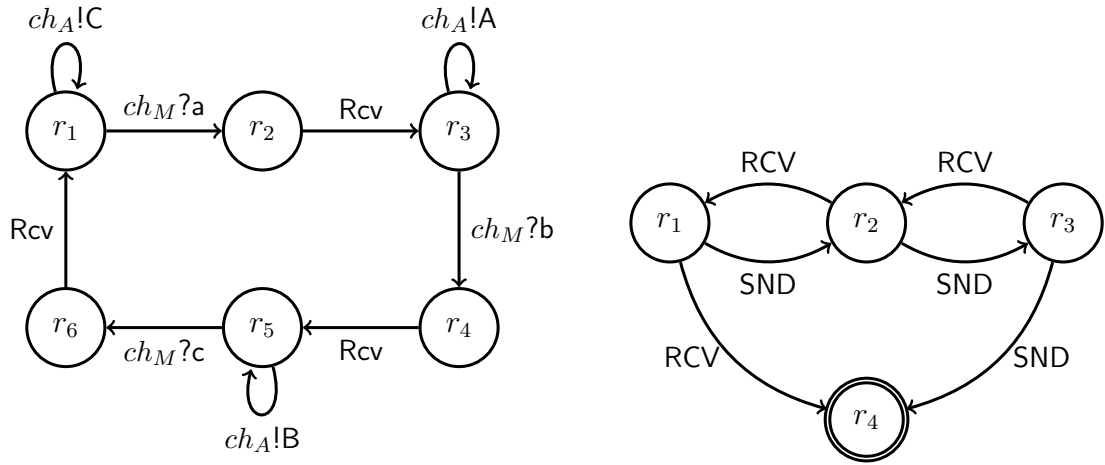 ch_A!C
ch_A!A
r_1
ch_M?a
r_2
Rcv
r_3
Rcv
ch_M?b
r_6
ch_M?c
r_5
Rcv
r_4
ch_A!B
RCV
RCV
r_1
r_2
r_3
SND
SND
RCV
SND
r_4